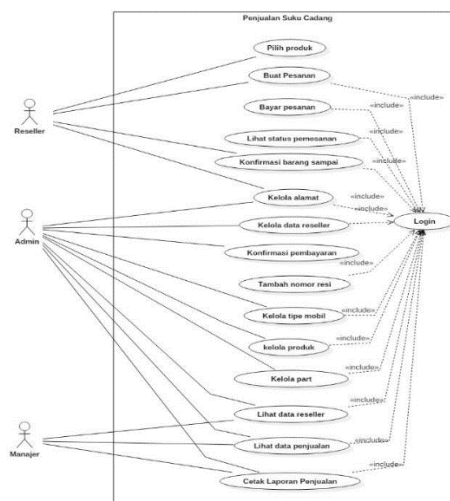 Penjualan Suku Cadang
Pilih produk
Buat Pesanan
«include»
Bayar pesanan
«include»
Reseller
Lihat status pemesanan
«include»
Konfirmasi barang sampai
«include»
Kelola alamat
«include»
«include»
Kelola data reseller
Login
Admin
Konfirmasi pembayaran
«include»
Tambah nomor resi
Kelola tipe mobil
«include»
kelola produk
«include»
Kelola part
«include»
Lihat data reseller
«include»
Manajer
Lihat data penjualan
«include»
Cetak Laporan Penjualan
«include»